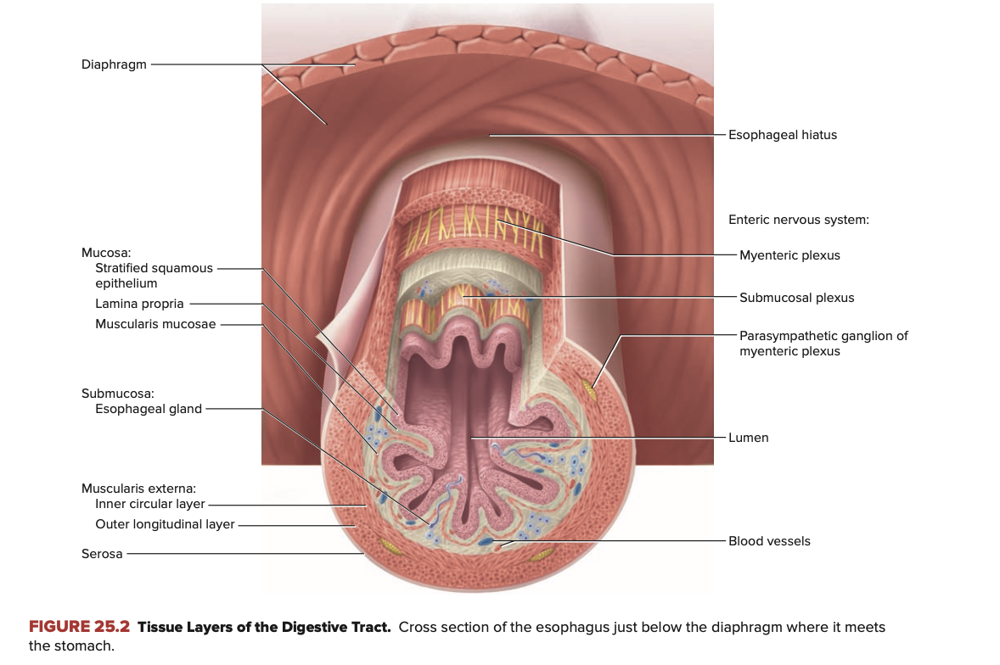 Diaphragm
Mucosa:
Stratified squamous
epithelium
Lamina propria
Muscularis mucosae
Submucosa:
Esophageal gland
Muscularis externa:
Inner circular layer
Outer longitudinal layer
Serosa
Esophageal hiatus
Enteric nervous system:
Myenteric plexus
Submucosal plexus
Parasympathetic ganglion of
myenteric plexus
Lumen
Blood vessels
FIGURE 25.2 Tissue Layers of the Digestive Tract. Cross section of the esophagus just below the diaphragm where it meets
the stomach.